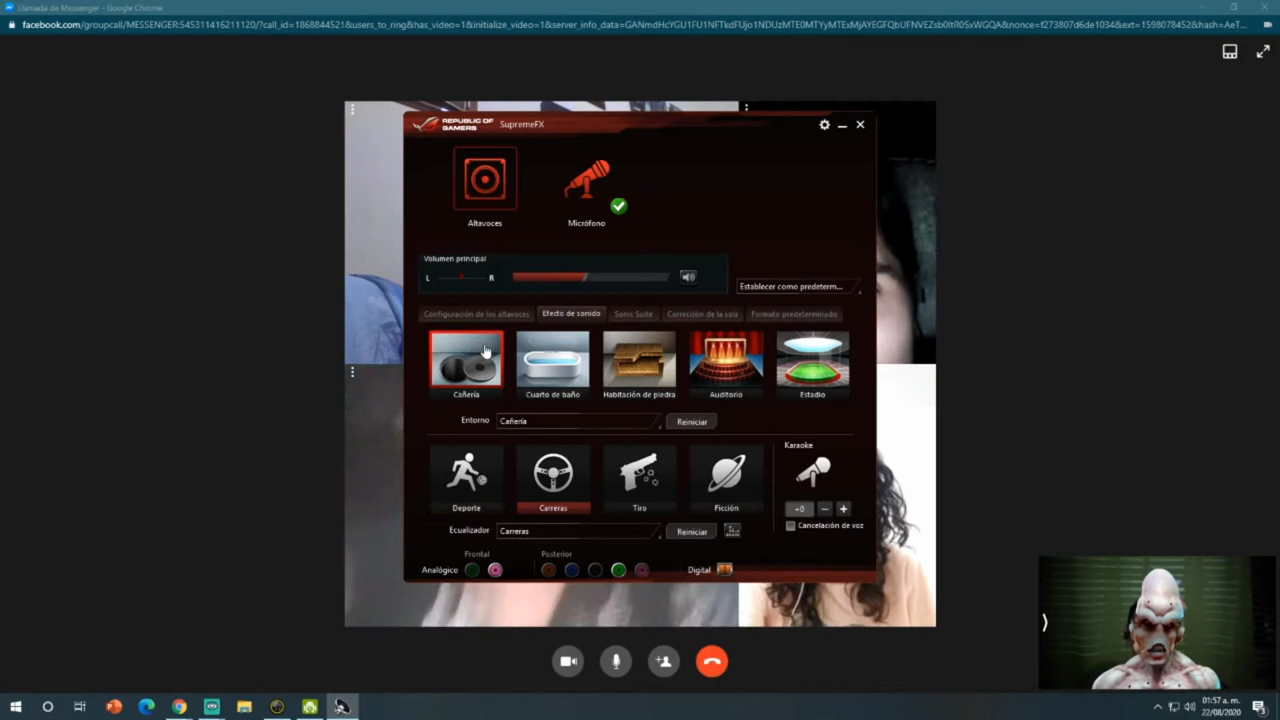 Llamada de Messenger - Google Chrome
REPUBLIC OF
GAMERS
SupremeFX
Altavoces
Micrófono
Volumen principal
L
R
Establecer como predeterm...
Configuración de los altavoces
Efecto de sonido
Sonic Suite
Corrección de la sala
Formato predeterminado
Cañería
Cuarto de baño
Habitación de piedra
Auditorio
Estadio
Entorno
Cañería
Reiniciar
Karaoke
Deporte
Carreras
Tiro
Ficción
+0
Cancelación de voz
Ecualizador
Carreras
Reiniciar
Frontal
Posterior
Analógico
Digital
01:57 a. m.
22/08/2020
3